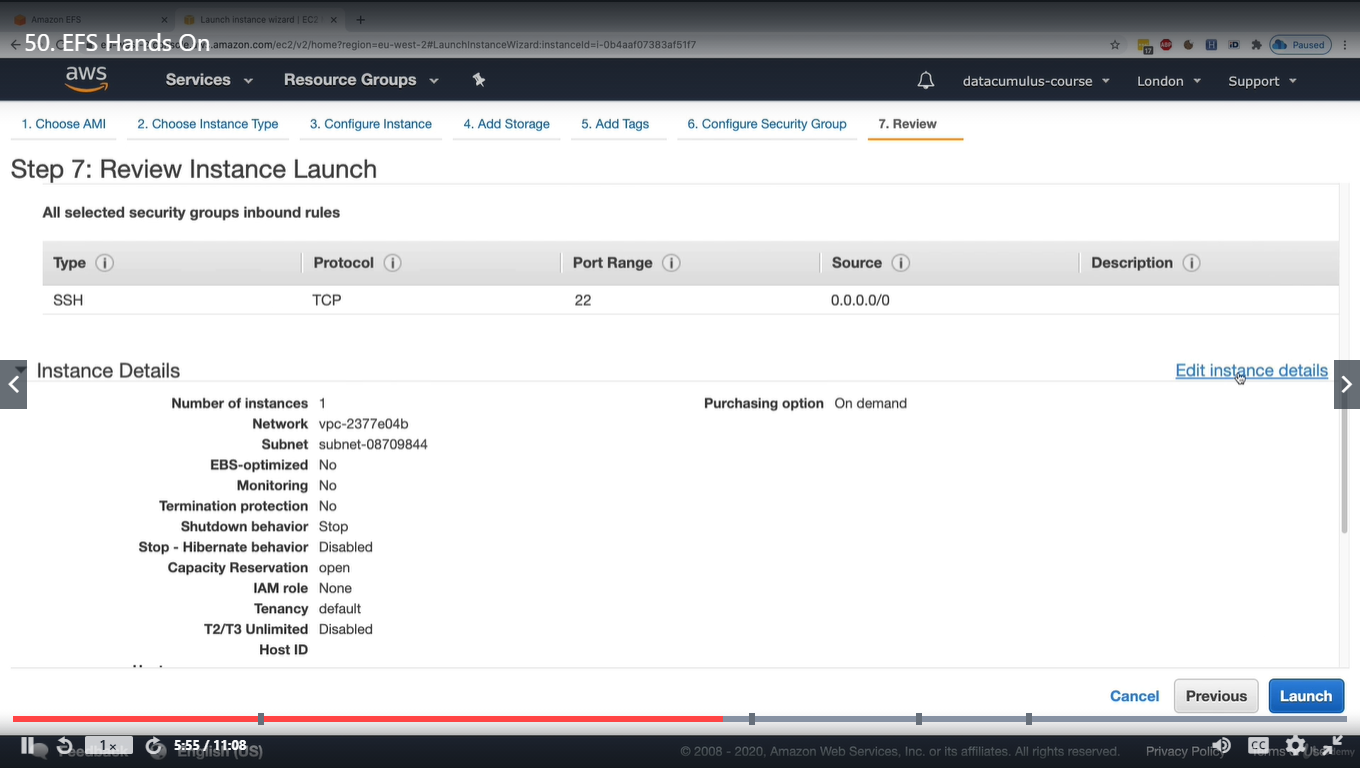 Amazon EFS
Launch instance wizard | EC2
50. EFS Hands On
.amazon.com/ec2/v2/home?region=eu-west-2#LaunchInstanceWizard:instanceId=i-0b4aaf07383af51f7
17
ABP
H
iD
Paused
aws
Services
Resource Groups
datacumulus-course
London
Support
1. Choose AMI
2. Choose Instance Type
3. Configure Instance
4. Add Storage
5. Add Tags
6. Configure Security Group
7. Review
Step 7: Review Instance Launch
All selected security groups inbound rules
Type i Protocol i Port Range i Source i Description i
SSH TCP 22 0.0.0.0/0
Instance Details
Edit instance details
Number of instances 1
Purchasing option On demand
Network vpc-2377e04b
Subnet subnet-08709844
EBS-optimized No
Monitoring No
Termination protection No
Shutdown behavior Stop
Stop - Hibernate behavior Disabled
Capacity Reservation open
IAM role None
Tenancy default
T2/T3 Unlimited Disabled
Host ID
Cancel
Previous
Launch
1x
5:55 / 11:08
Feedback
English (US)
© 2008 - 2020, Amazon Web Services, Inc. or its affiliates. All rights reserved.
Privacy Policy
CC